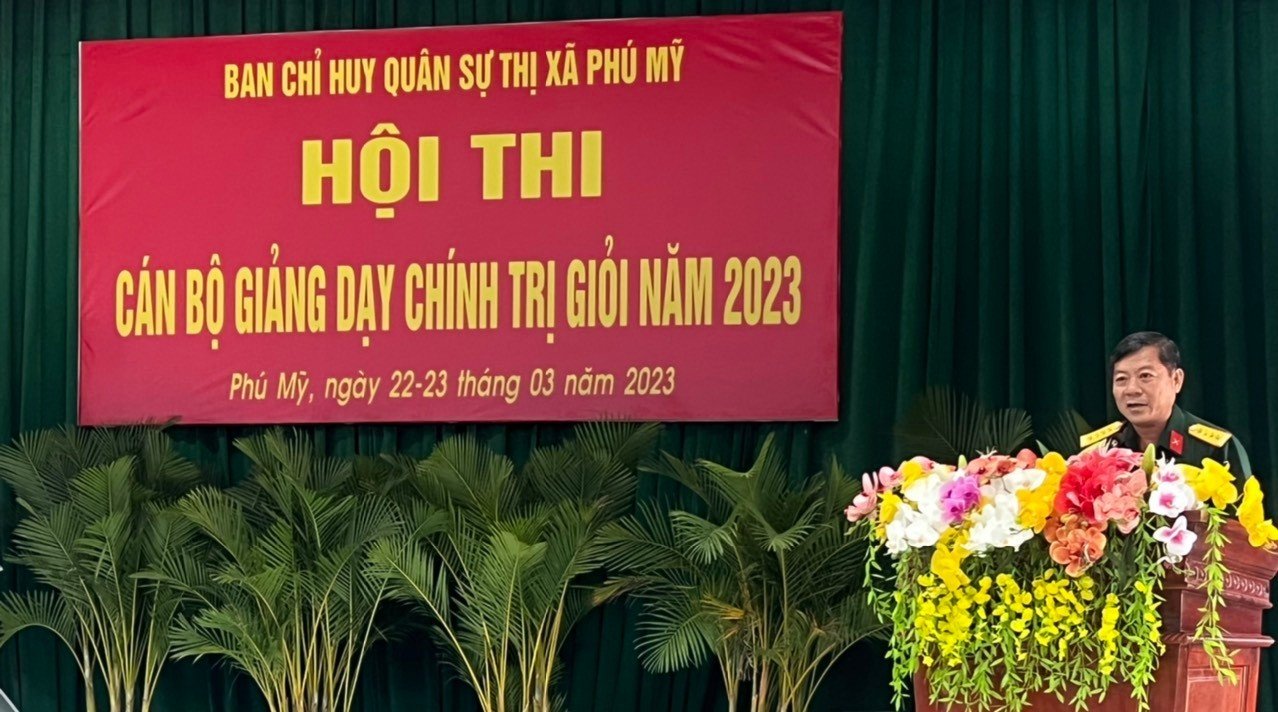 BAN CHỈ HUY QUÂN SỰ THỊ XÃ PHÚ MỸ
HỘI THI
CÁN BỘ GIẢNG DẠY CHÍNH TRỊ GIỎI NĂM 2023
Phú Mỹ, ngày 22-23 tháng 03 năm 2023